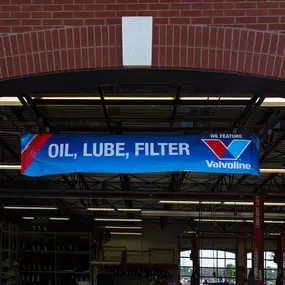 OIL, LUBE, FILTER
WE FEATURE
Valvoline